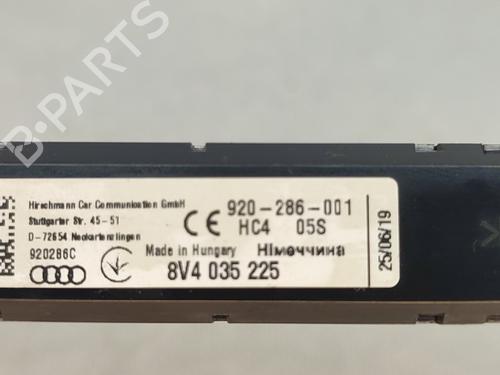 B-PARTS
Hirschmann Car Communication GmbH
Stuttgarter Str. 45-51
D-72654 Neckartenzlingen
920286C
920-286-001
HC4 05S
Made in Hungary Німеччина
8V4 035 225
25/06/19